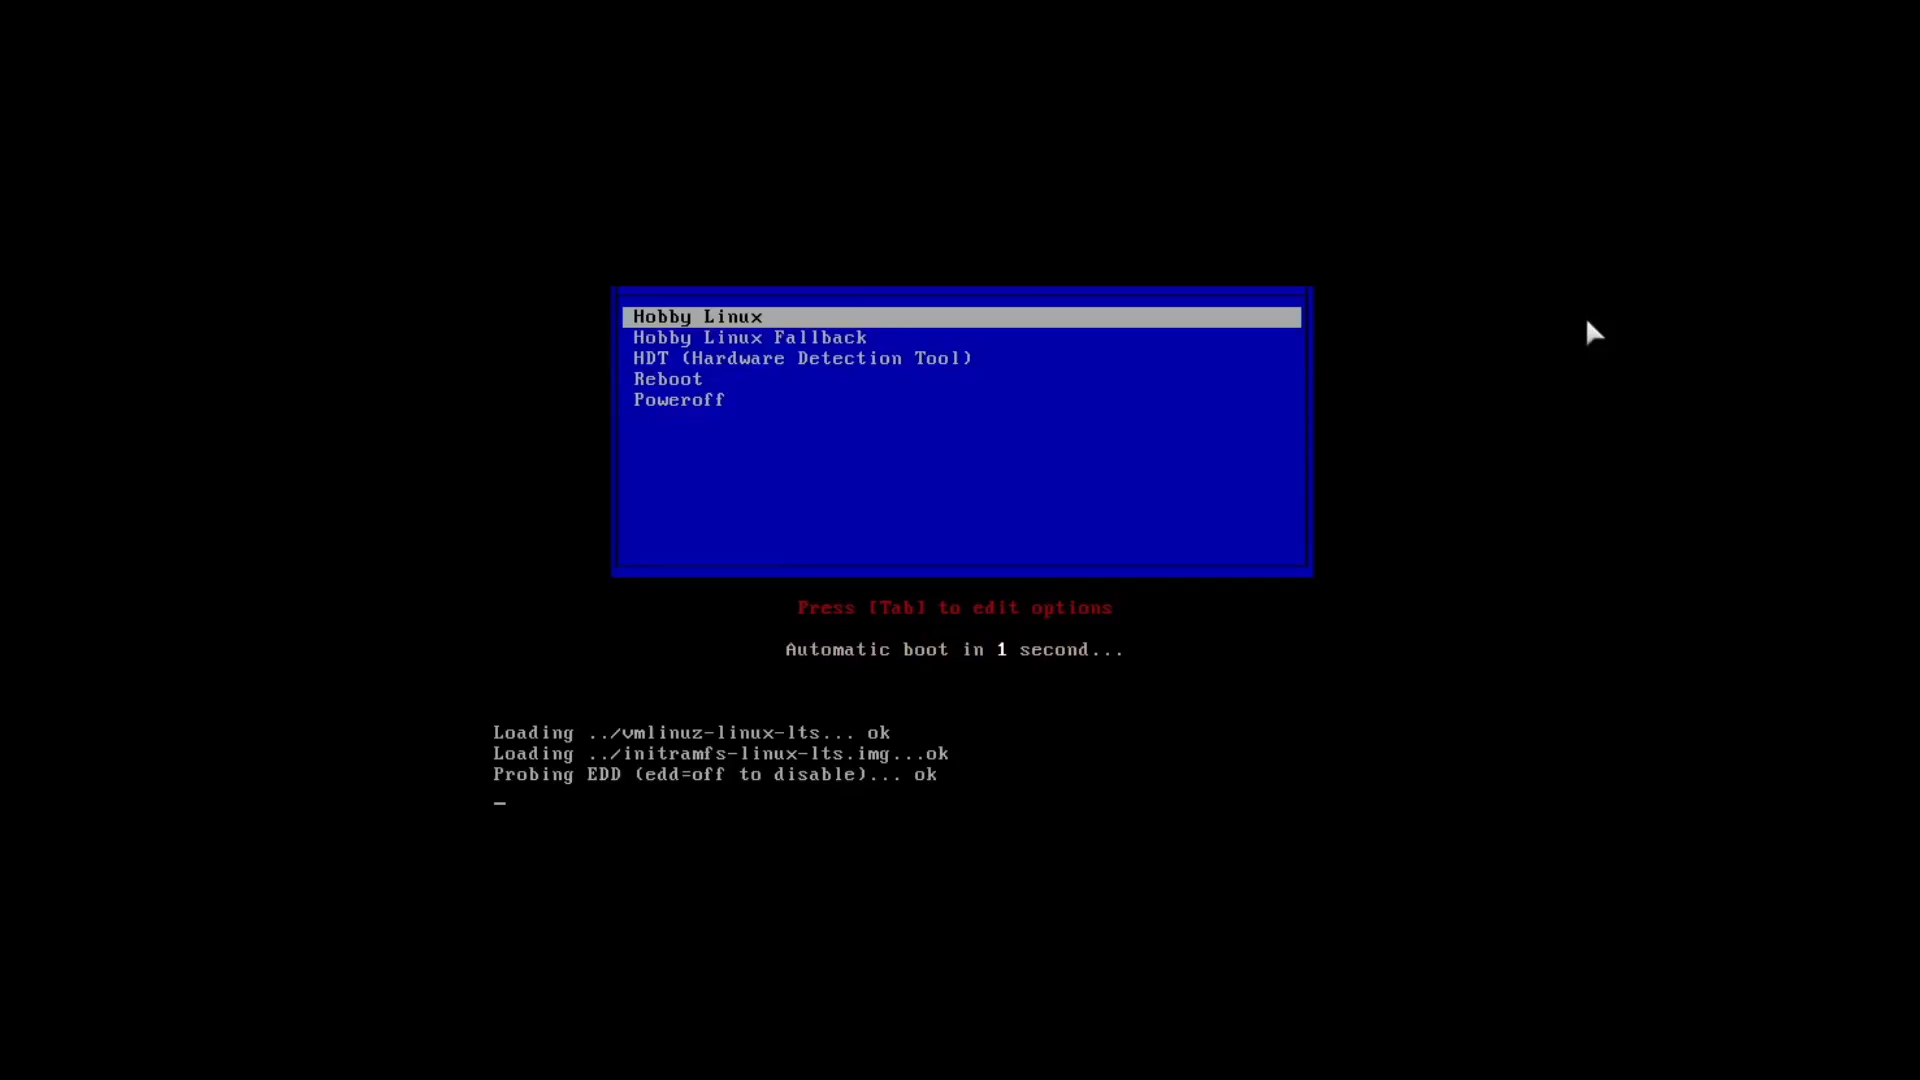 Hobby Linux
Hobby Linux Fallback
HDT (Hardware Detection Tool)
Reboot
Poweroff
Press [Tab] to edit options
Automatic boot in 1 second...
Loading ../vmlinuz-linux-lts... ok
Loading ../initramfs-linux-lts.img...ok
Probing EDD (edd=off to disable)... ok
_